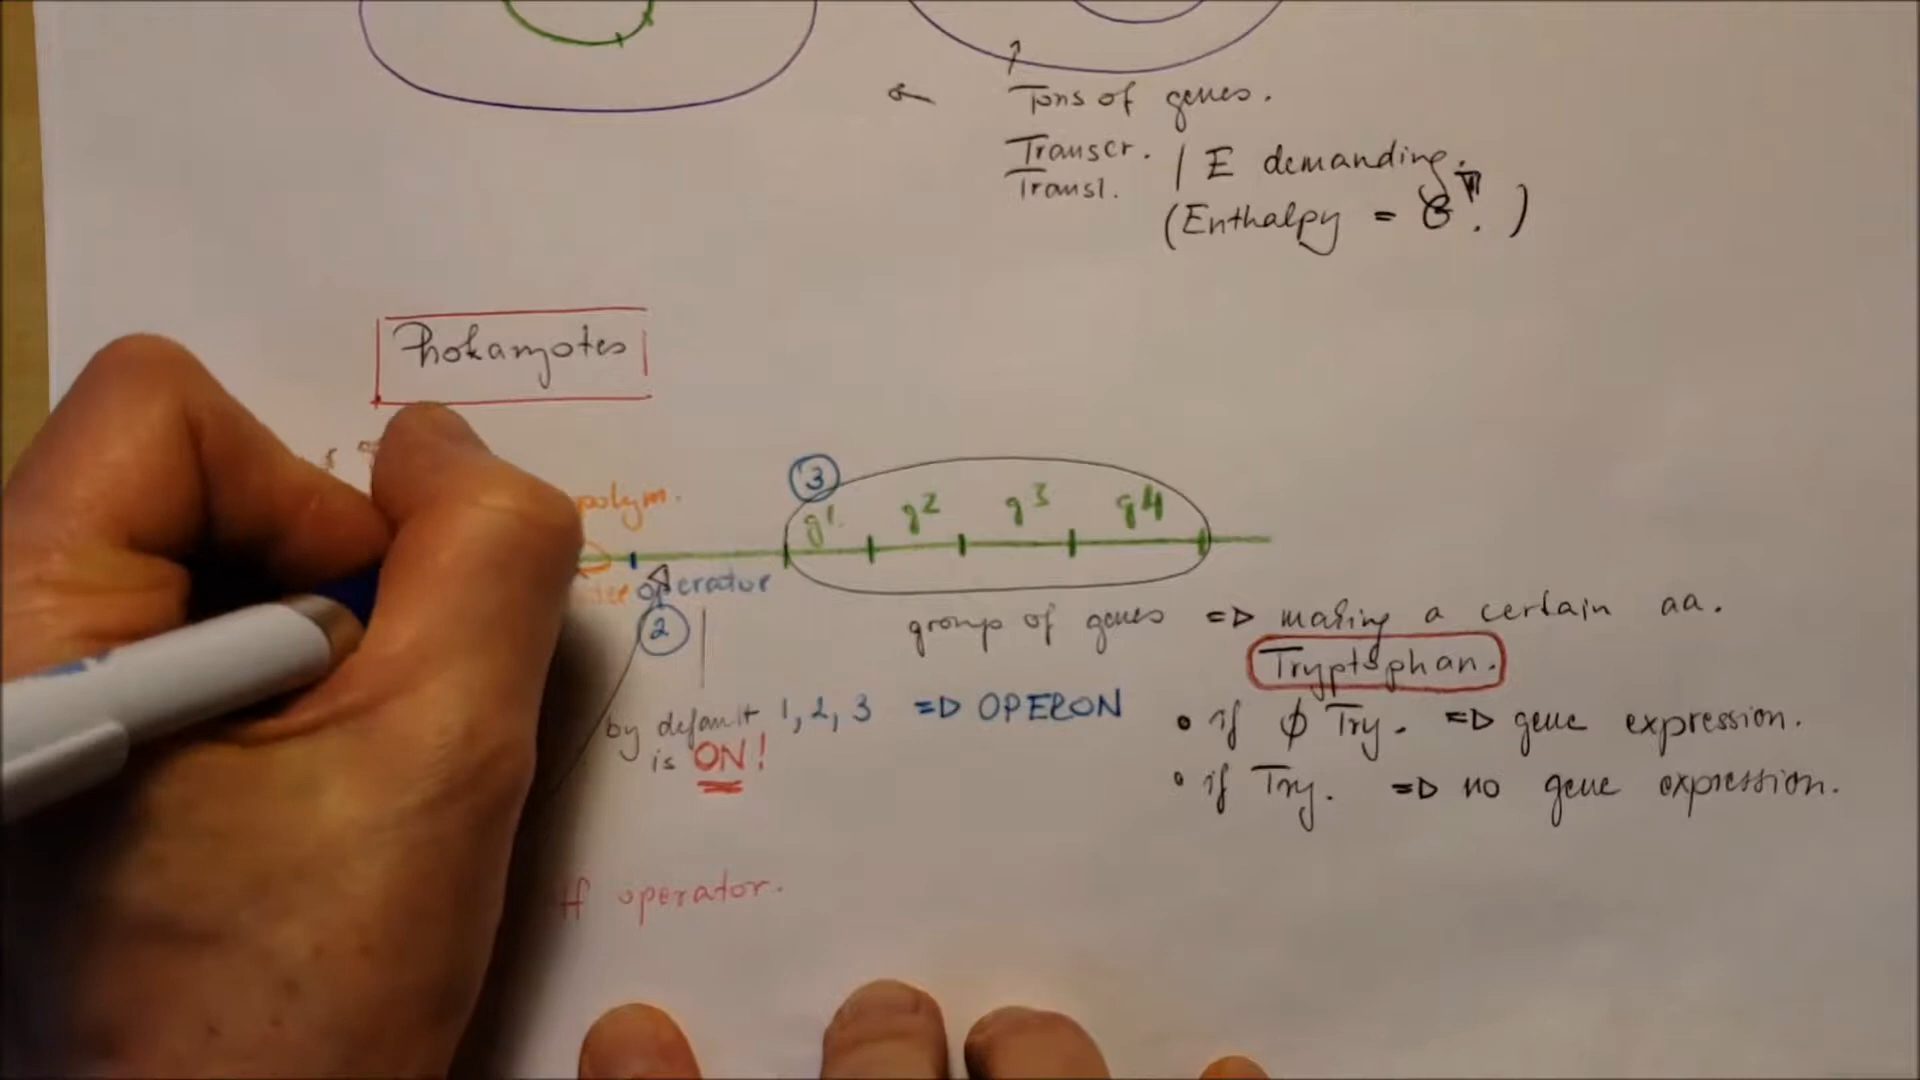 Tons of genes.
Transcr. | E demanding.
Transl.
(Enthalpy = . )
Prokaryotes
polym.
3
g1 g2 g3 g4
operator
2
group of genes => making a certain aa.
Tryptophan.
by default 1, 2, 3 => OPERON
is ON!
• if ϕ Try. => gene expression.
• if Try. => no gene expression.
operator.